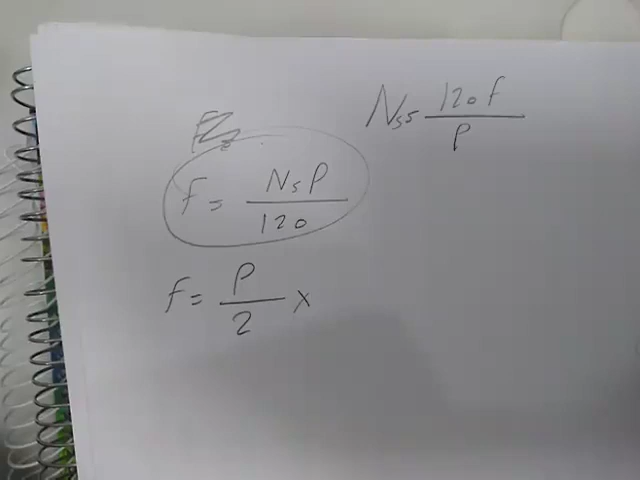 Ns = 120 f / P
F = Ns P / 120
f = P / 2 x